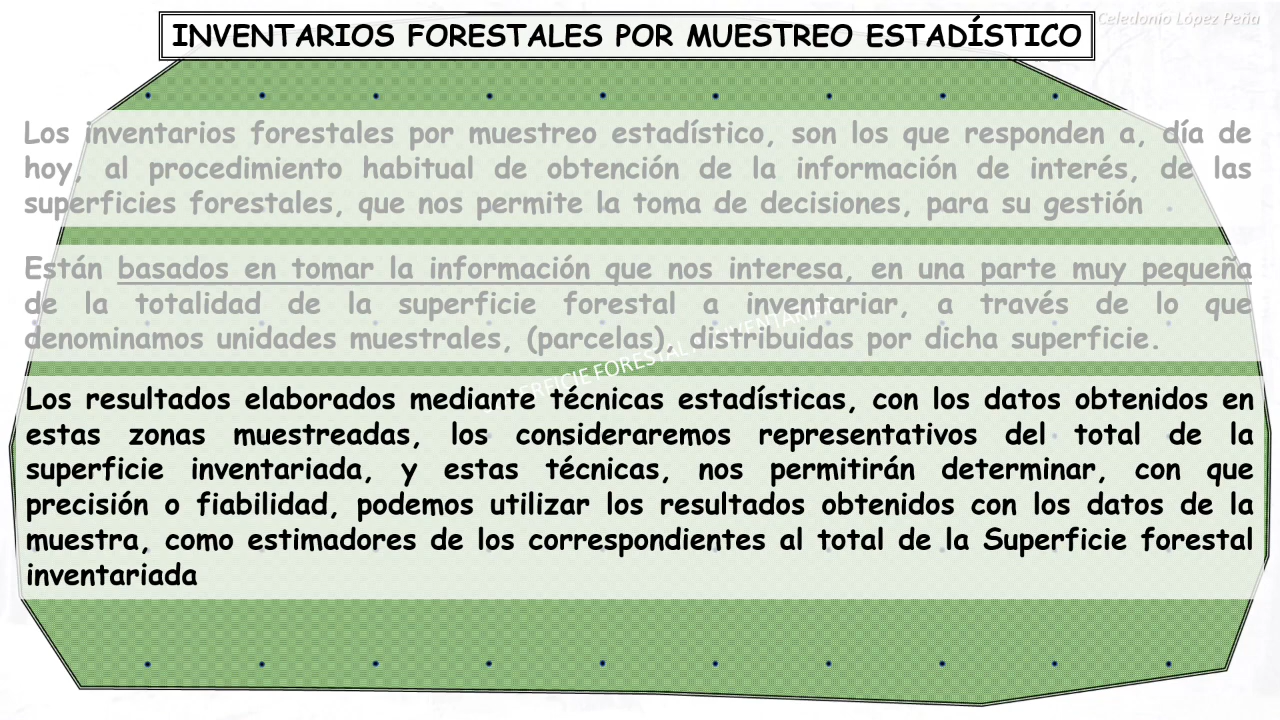 Celedonio López Peña
INVENTARIOS FORESTALES POR MUESTREO ESTADÍSTICO
Los inventarios forestales por muestreo estadístico, son los que responden a, día de
hoy, al procedimiento habitual de obtención de la información de interés, de las
superficies forestales, que nos permite la toma de decisiones, para su gestión
Están basados en tomar la información que nos interesa, en una parte muy pequeña
de la totalidad de la superficie forestal a inventariar, a través de lo que
denominamos unidades muestrales, (parcelas), distribuidas por dicha superficie.
FORESTAL
Los resultados elaborados mediante técnicas estadísticas, con los datos obtenidos en
estas zonas muestreadas, los consideraremos representativos del total de la
superficie inventariada, y estas técnicas, nos permitirán determinar, con que
precisión o fiabilidad, podemos utilizar los resultados obtenidos con los datos de la
muestra, como estimadores de los correspondientes al total de la Superficie forestal
inventariada